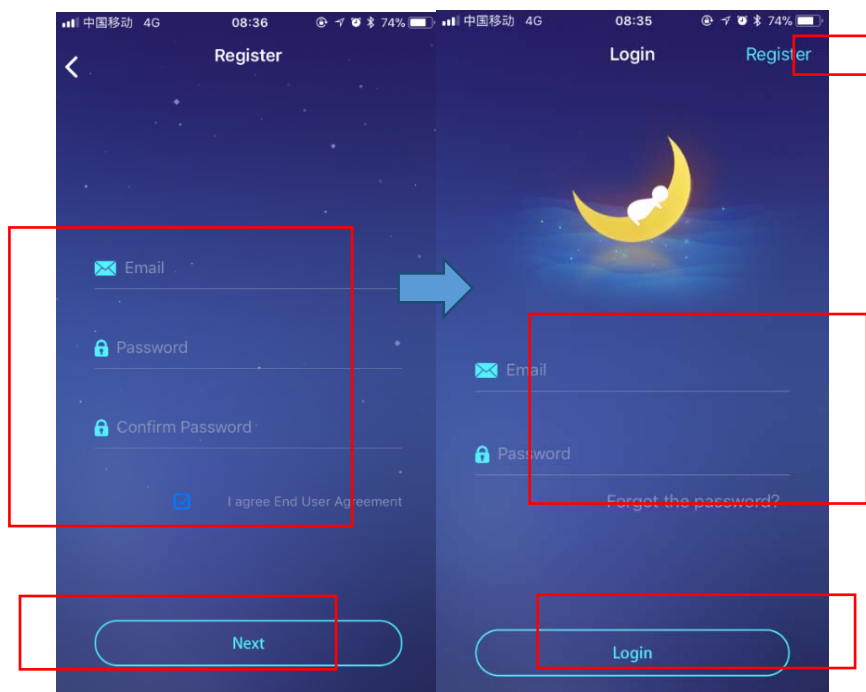 中国移动 4G 08:36 74%
Register
Email
Password
Confirm Password
I agree End User Agreement
Next
中国移动 4G 08:35 74%
Login Register
Email
Password
Forgot the password?
Login